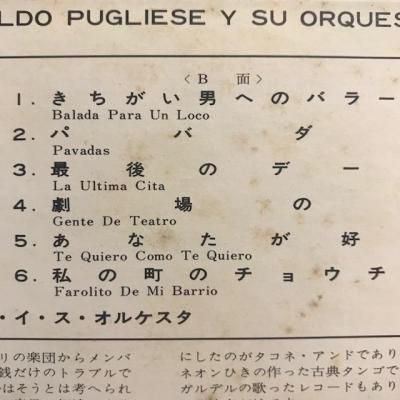 LDO PUGLIESE Y SU ORQUES
〈B 面〉
1. きちがい男へのバラー
Balada Para Un Loco
2. パバダ
Pavadas
3. 最後のデー
La Ultima Cita
4. 劇場の
Gente De Teatro
5. あなたが好
Te Quiero Como Te Quiero
6. 私の町のチョウチ
Farolito De Mi Barrio
・イ・ス・オルケスタ
りの楽団からメンバ
銭だけのトラブルで
はそうとは考へられ
にしたのがタコネ・アンドであり
ネオンひきの作った古典タンゴで
ガルデルの歌ったレコードもあり